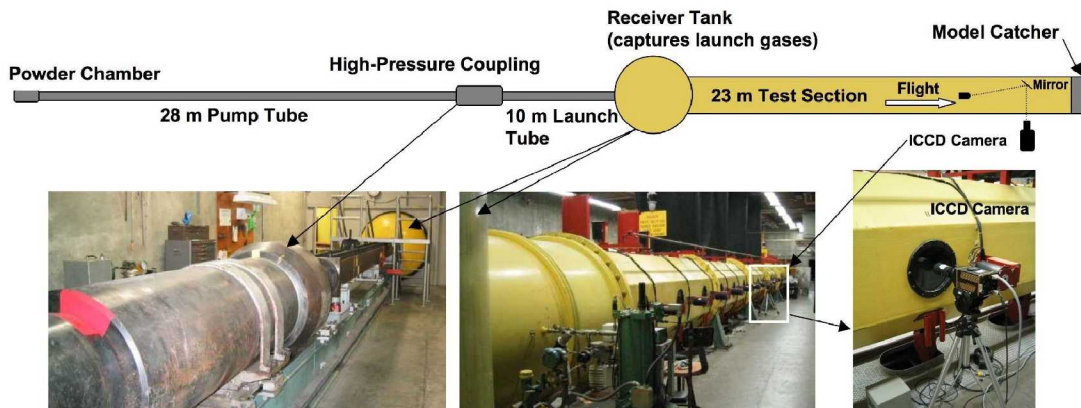 Receiver Tank
(captures launch gases)
Model Catcher
Powder Chamber
High-Pressure Coupling
28 m Pump Tube
10 m Launch
Tube
23 m Test Section
Flight
Mirror
ICCD Camera
ICCD Camera